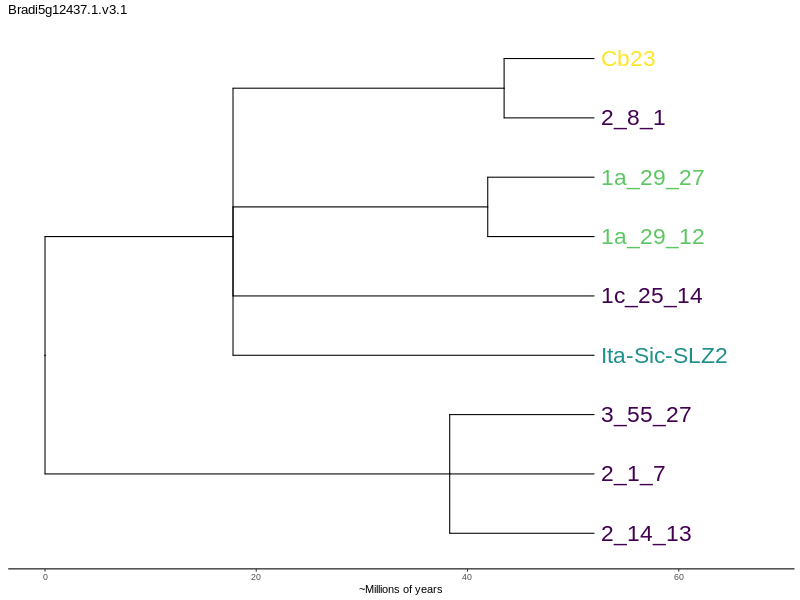 Bradi5g12437.1.v3.1
Cb23
2_8_1
1a_29_27
1a_29_12
1c_25_14
Ita-Sic-SLZ2
3_55_27
2_1_7
2_14_13
0 20 40 60
~Millions of years